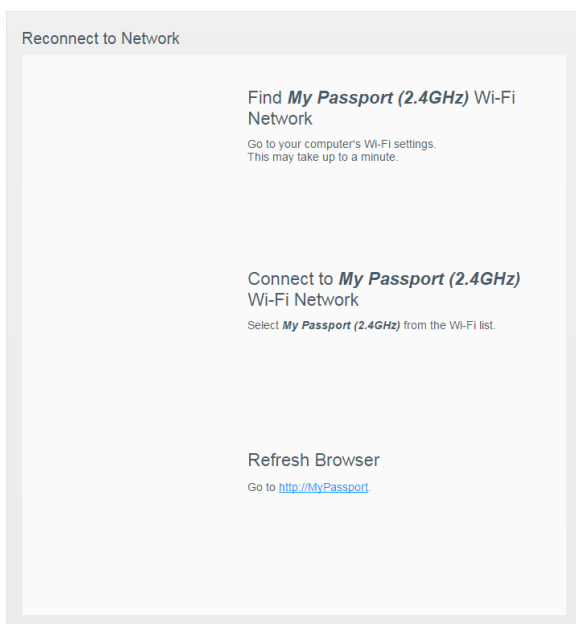 Reconnect to Network
Find My Passport (2.4GHz) Wi-Fi
Network
Go to your computer's Wi-Fi settings.
This may take up to a minute.
Connect to My Passport (2.4GHz)
Wi-Fi Network
Select My Passport (2.4GHz) from the Wi-Fi list.
Refresh Browser
Go to http://MyPassport.